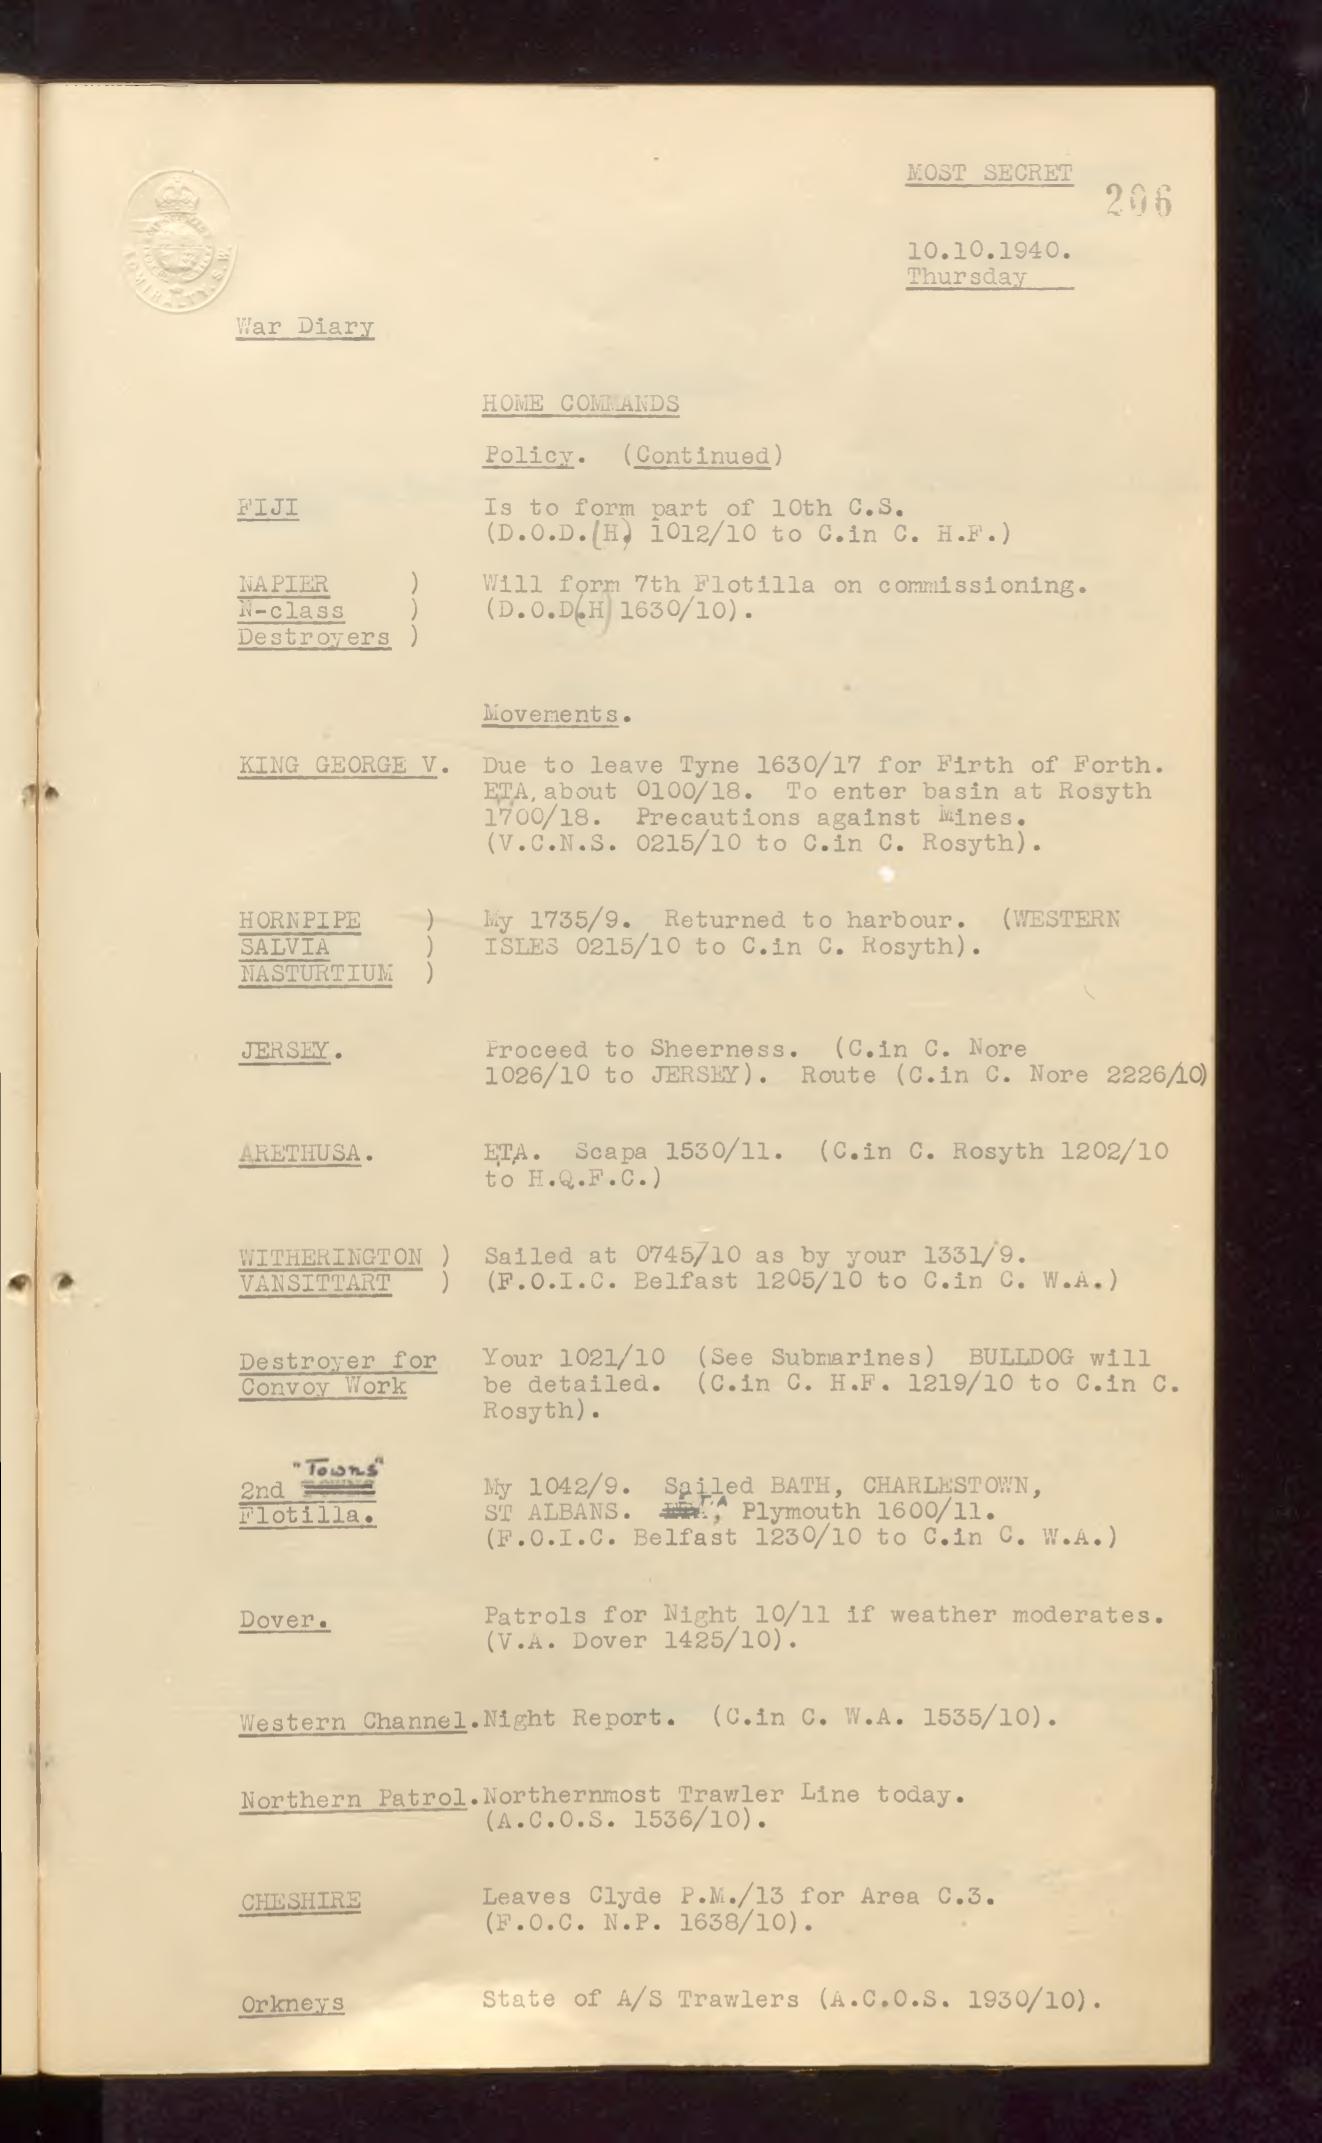 MOST SECRET
206
10.10.1940.
Thursday
ADMIRALTY. S.W.
War Diary
HOME COMMANDS
Policy. (Continued)
FIJI Is to form part of 10th C.S.
(D.O.D.(H) 1012/10 to C.in C. H.F.)
NAPIER ) Will form 7th Flotilla on commissioning.
N-class ) (D.O.D.(H) 1630/10).
Destroyers )
Movements.
KING GEORGE V. Due to leave Tyne 1630/17 for Firth of Forth.
ETA, about 0100/18. To enter basin at Rosyth
1700/18. Precautions against Mines.
(V.C.N.S. 0215/10 to C.in C. Rosyth).
HORNPIPE ) My 1735/9. Returned to harbour. (WESTERN
SALVIA ) ISLES 0215/10 to C.in C. Rosyth).
NASTURTIUM )
JERSEY. Proceed to Sheerness. (C.in C. Nore
1026/10 to JERSEY). Route (C.in C. Nore 2226/10)
ARETHUSA. ETA. Scapa 1530/11. (C.in C. Rosyth 1202/10
to H.Q.F.C.)
WITHERINGTON ) Sailed at 0745/10 as by your 1331/9.
VANSITTART ) (F.O.I.C. Belfast 1205/10 to C.in C. W.A.)
Destroyer for Your 1021/10 (See Submarines) BULLDOG will
Convoy Work be detailed. (C.in C. H.F. 1219/10 to C.in C.
Rosyth).
"Towns"
2nd My 1042/9. Sailed BATH, CHARLESTOWN,
Flotilla. ST ALBANS. Plymouth 1600/11.
(F.O.I.C. Belfast 1230/10 to C.in C. W.A.)
Dover. Patrols for Night 10/11 if weather moderates.
(V.A. Dover 1425/10).
Western Channel. Night Report. (C.in C. W.A. 1535/10).
Northern Patrol. Northernmost Trawler Line today.
(A.C.O.S. 1536/10).
CHESHIRE Leaves Clyde P.M./13 for Area C.3.
(F.O.C. N.P. 1638/10).
Orkneys State of A/S Trawlers (A.C.O.S. 1930/10).